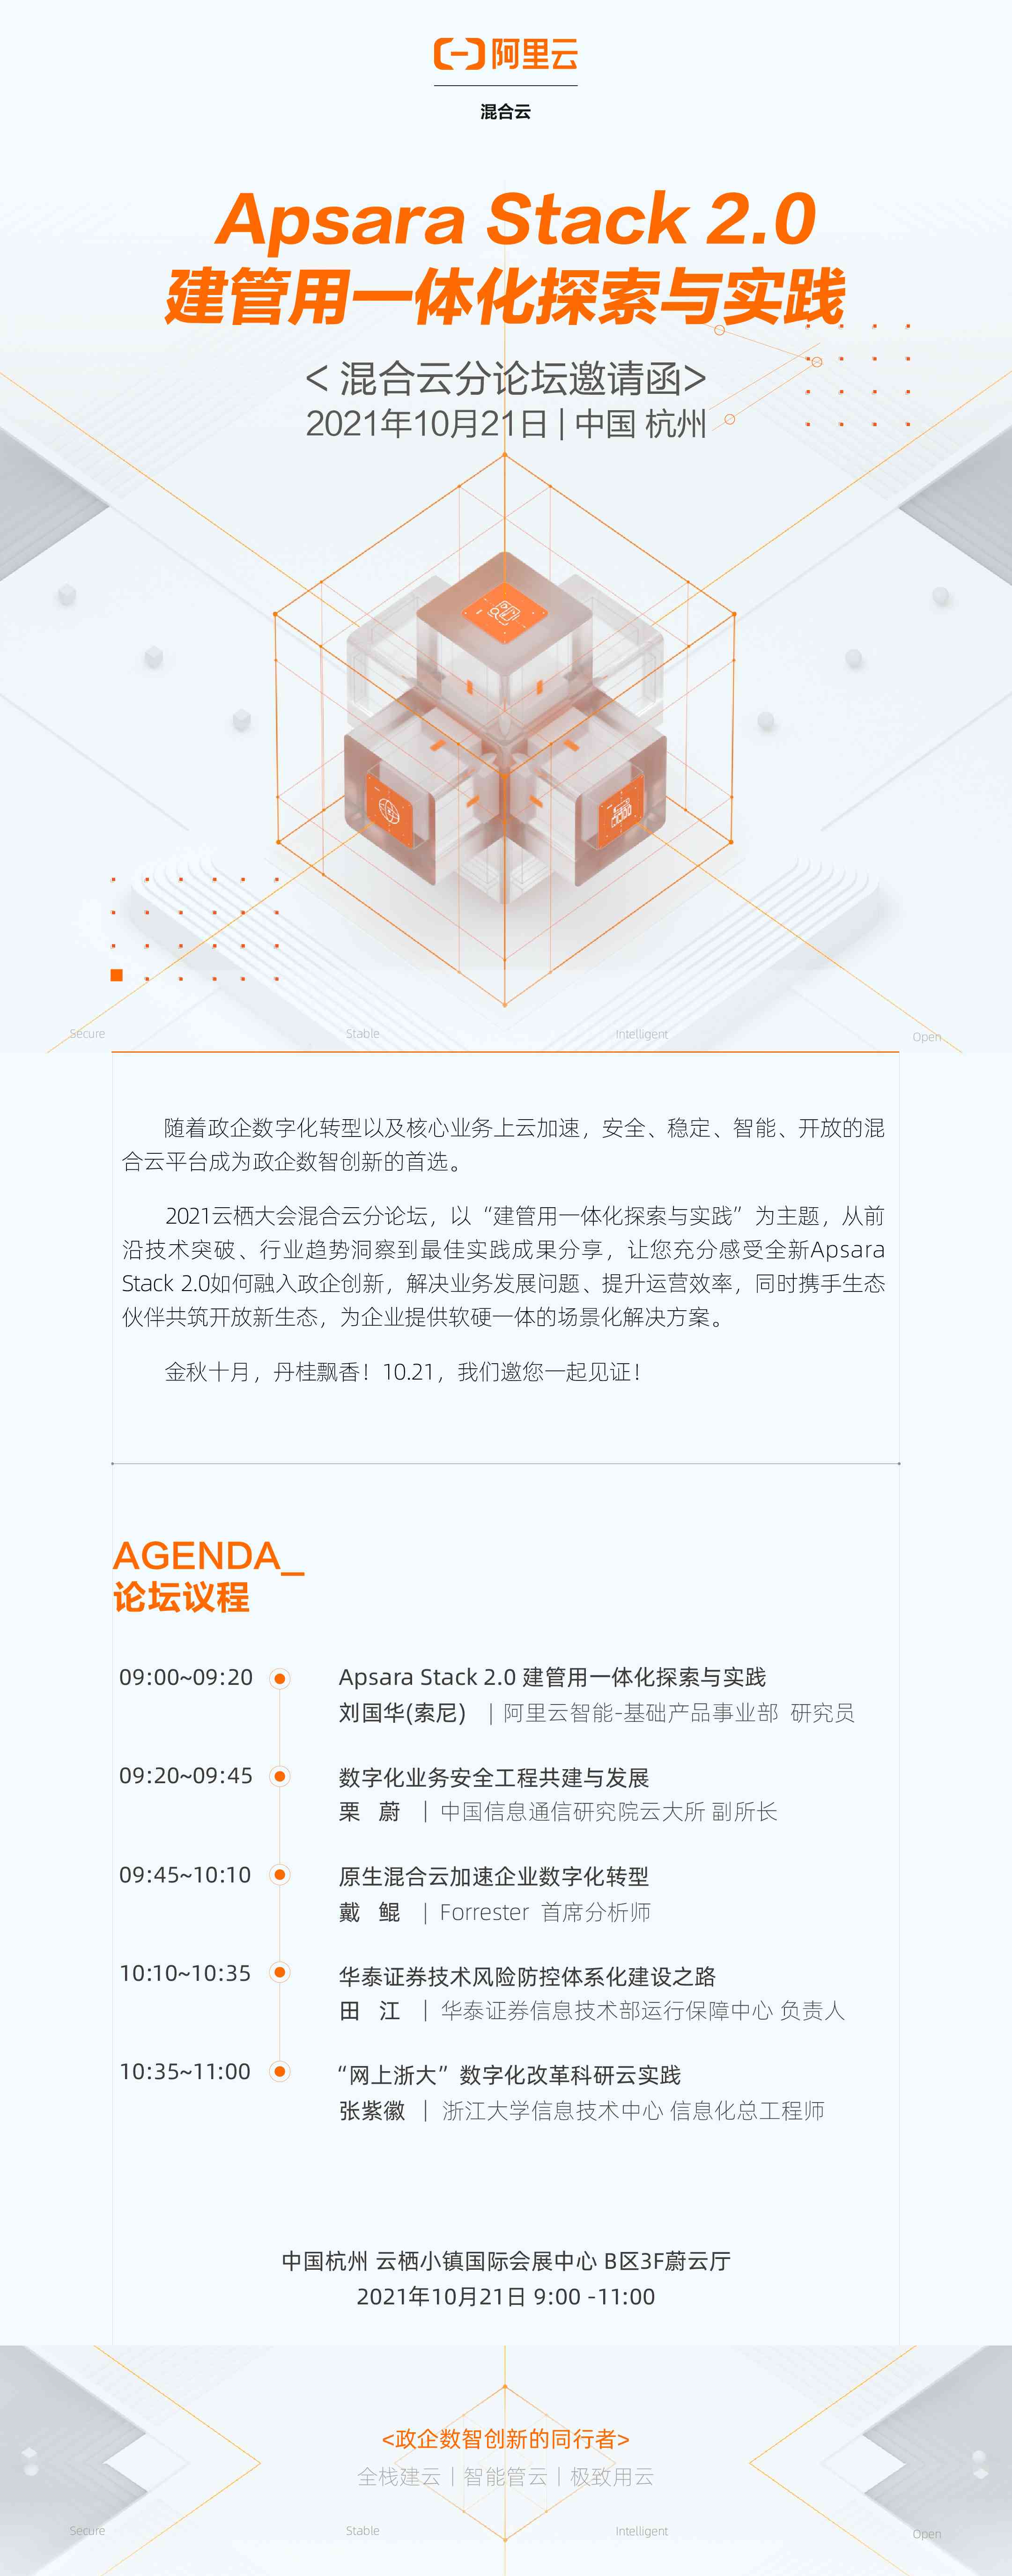 阿里云
混合云
Apsara Stack 2.0
建管用一体化探索与实践
< 混合云分论坛邀请函>
2021年10月21日 | 中国 杭州
Secure Stable Intelligent Open
随着政企数字化转型以及核心业务上云加速，安全、稳定、智能、开放的混
合云平台成为政企数智创新的首选。
2021云栖大会混合云分论坛，以“建管用一体化探索与实践”为主题，从前
沿技术突破、行业趋势洞察到最佳实践成果分享，让您充分感受全新Apsara
Stack 2.0如何融入政企创新，解决业务发展问题、提升运营效率，同时携手生态
伙伴共筑开放新生态，为企业提供软硬一体的场景化解决方案。
金秋十月，丹桂飘香！10.21，我们邀您一起见证！
AGENDA_
论坛议程
09:00~09:20 Apsara Stack 2.0 建管用一体化探索与实践
刘国华(索尼) | 阿里云智能-基础产品事业部 研究员
09:20~09:45 数字化业务安全工程共建与发展
栗 蔚 | 中国信息通信研究院云大所 副所长
09:45~10:10 原生混合云加速企业数字化转型
戴 鲲 | Forrester 首席分析师
10:10~10:35 华泰证券技术风险防控体系化建设之路
田 江 | 华泰证券信息技术部运行保障中心 负责人
10:35~11:00 “网上浙大”数字化改革科研云实践
张紫徽 | 浙江大学信息技术中心 信息化总工程师
中国杭州 云栖小镇国际会展中心 B区3F蔚云厅
2021年10月21日 9:00 -11:00
<政企数智创新的同行者>
全栈建云 | 智能管云 | 极致用云
Secure Stable Intelligent Open